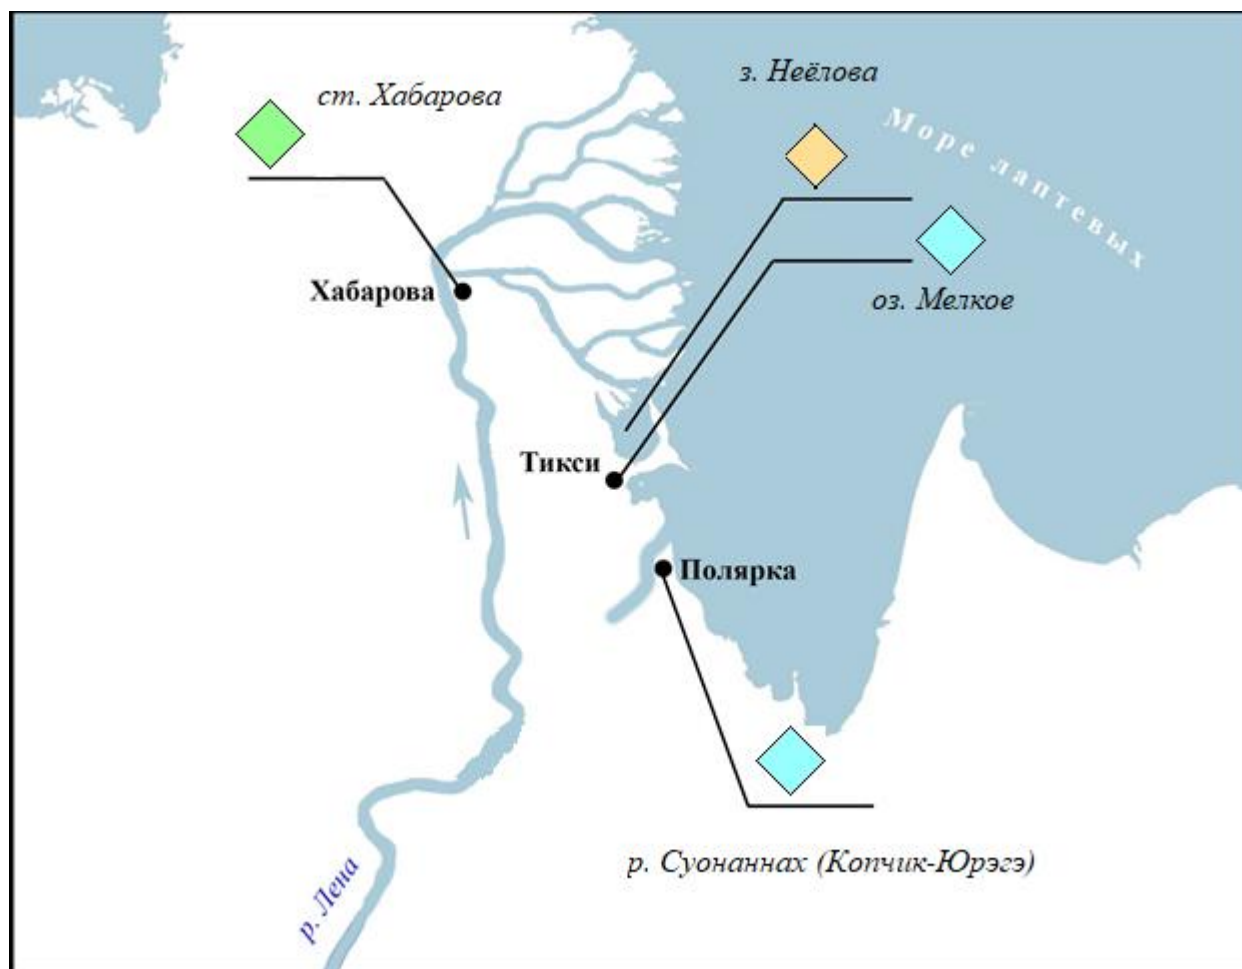 з. Неёлова
ст. Хабарова
Море лаптевых
оз. Мелкое
Хабарова
Тикси
Полярка
р. Суонаннах (Копчик-Юрэгэ)
р. Лена